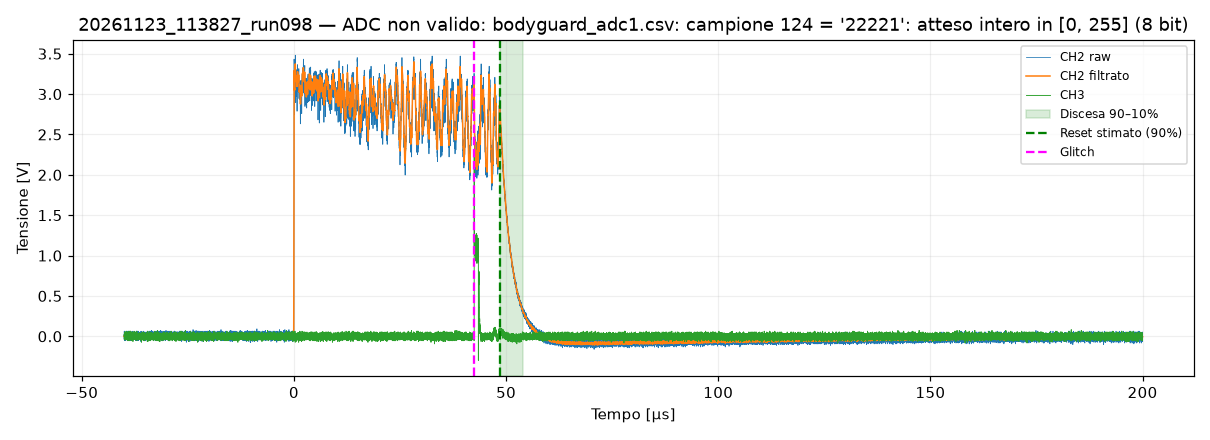 20261123_113827_run098 — ADC non valido: bodyguard_adc1.csv: campione 124 = '22221': atteso intero in [0, 255] (8 bit)
Tensione [V]
3.5
3.0
2.5
2.0
1.5
1.0
0.5
0.0
CH2 raw
CH2 filtrato
CH3
Discesa 90–10%
Reset stimato (90%)
Glitch
−50
0
50
100
150
200
Tempo [µs]